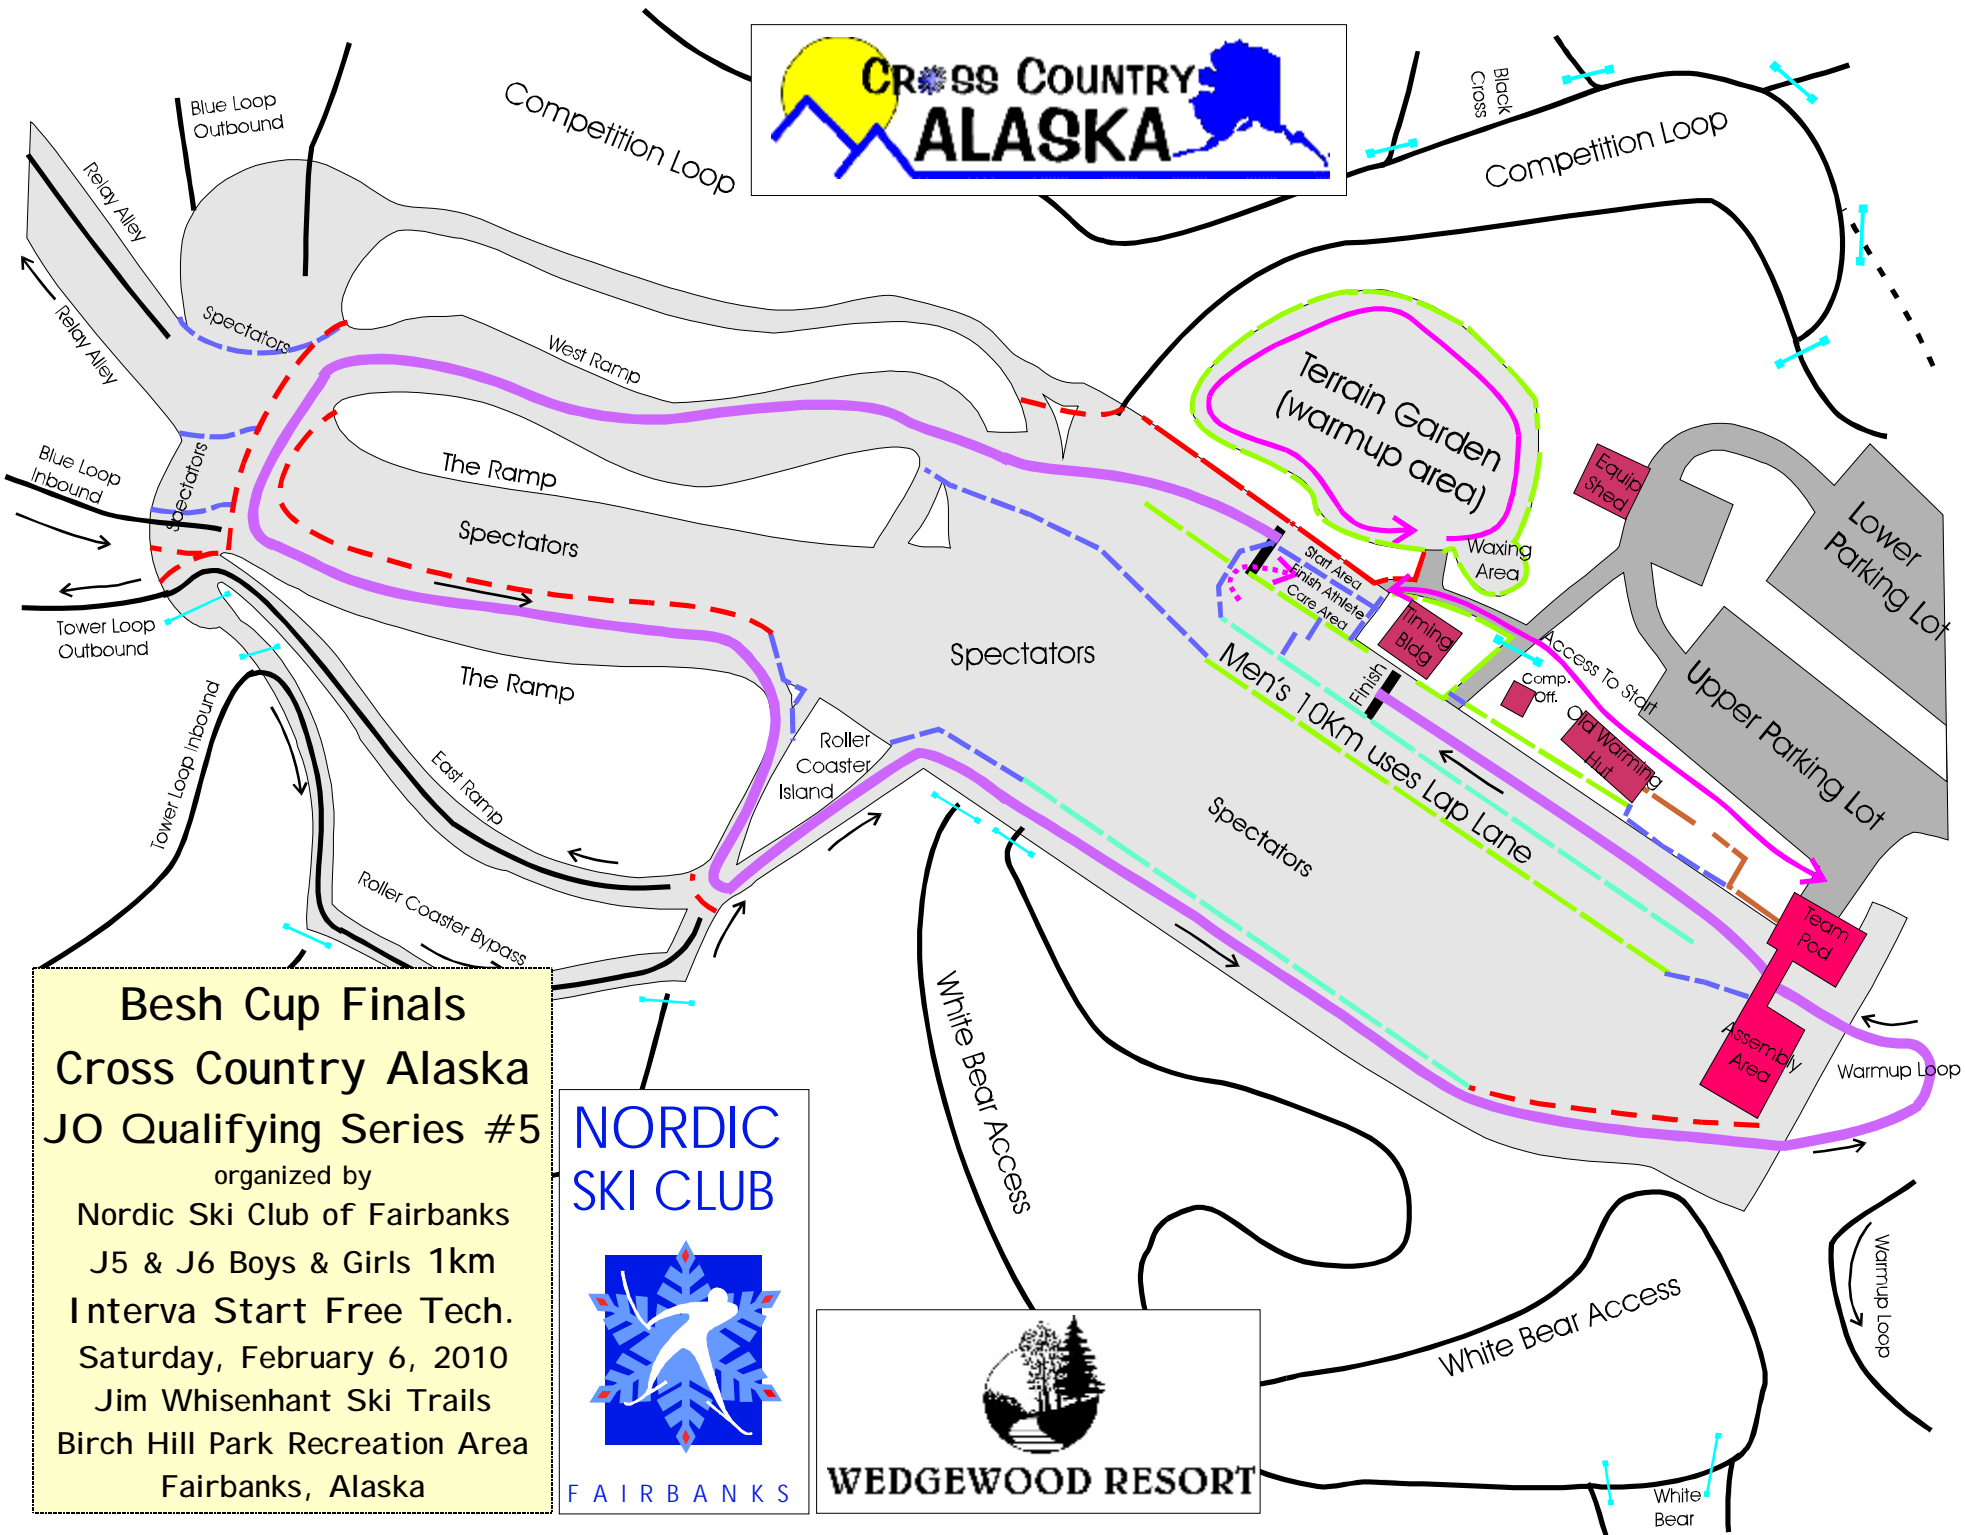 CROSS COUNTRY
ALASKA
Blue Loop
Outbound
Competition Loop
Black
Cross
Competition Loop
Relay Alley
Relay Alley
Spectators
West Ramp
Terrain Garden
(warmup area)
Equip
Shed
Lower
Parking Lot
Blue Loop
Inbound
Spectators
The Ramp
Spectators
Waxing
Area
Start Area
Finish Athlete
Care Area
Timing
Bldg
Tower Loop
Outbound
Spectators
The Ramp
Men's 10Km uses Lap Lane
Finish
Access To Start
Comp.
Off.
Old Warming
Hut
Upper Parking Lot
Tower Loop Inbound
East Ramp
Roller
Coaster
Island
Spectators
Roller Coaster Bypass
Team
Pod
Assembly
Area
Warmup Loop
White Bear Access
Besh Cup Finals
Cross Country Alaska
JO Qualifying Series #5
organized by
Nordic Ski Club of Fairbanks
J5 & J6 Boys & Girls 1km
Interva Start Free Tech.
Saturday, February 6, 2010
Jim Whisenhant Ski Trails
Birch Hill Park Recreation Area
Fairbanks, Alaska
NORDIC
SKI CLUB
FAIRBANKS
WEDGEWOOD RESORT
White Bear Access
Warmup Loop
White
Bear